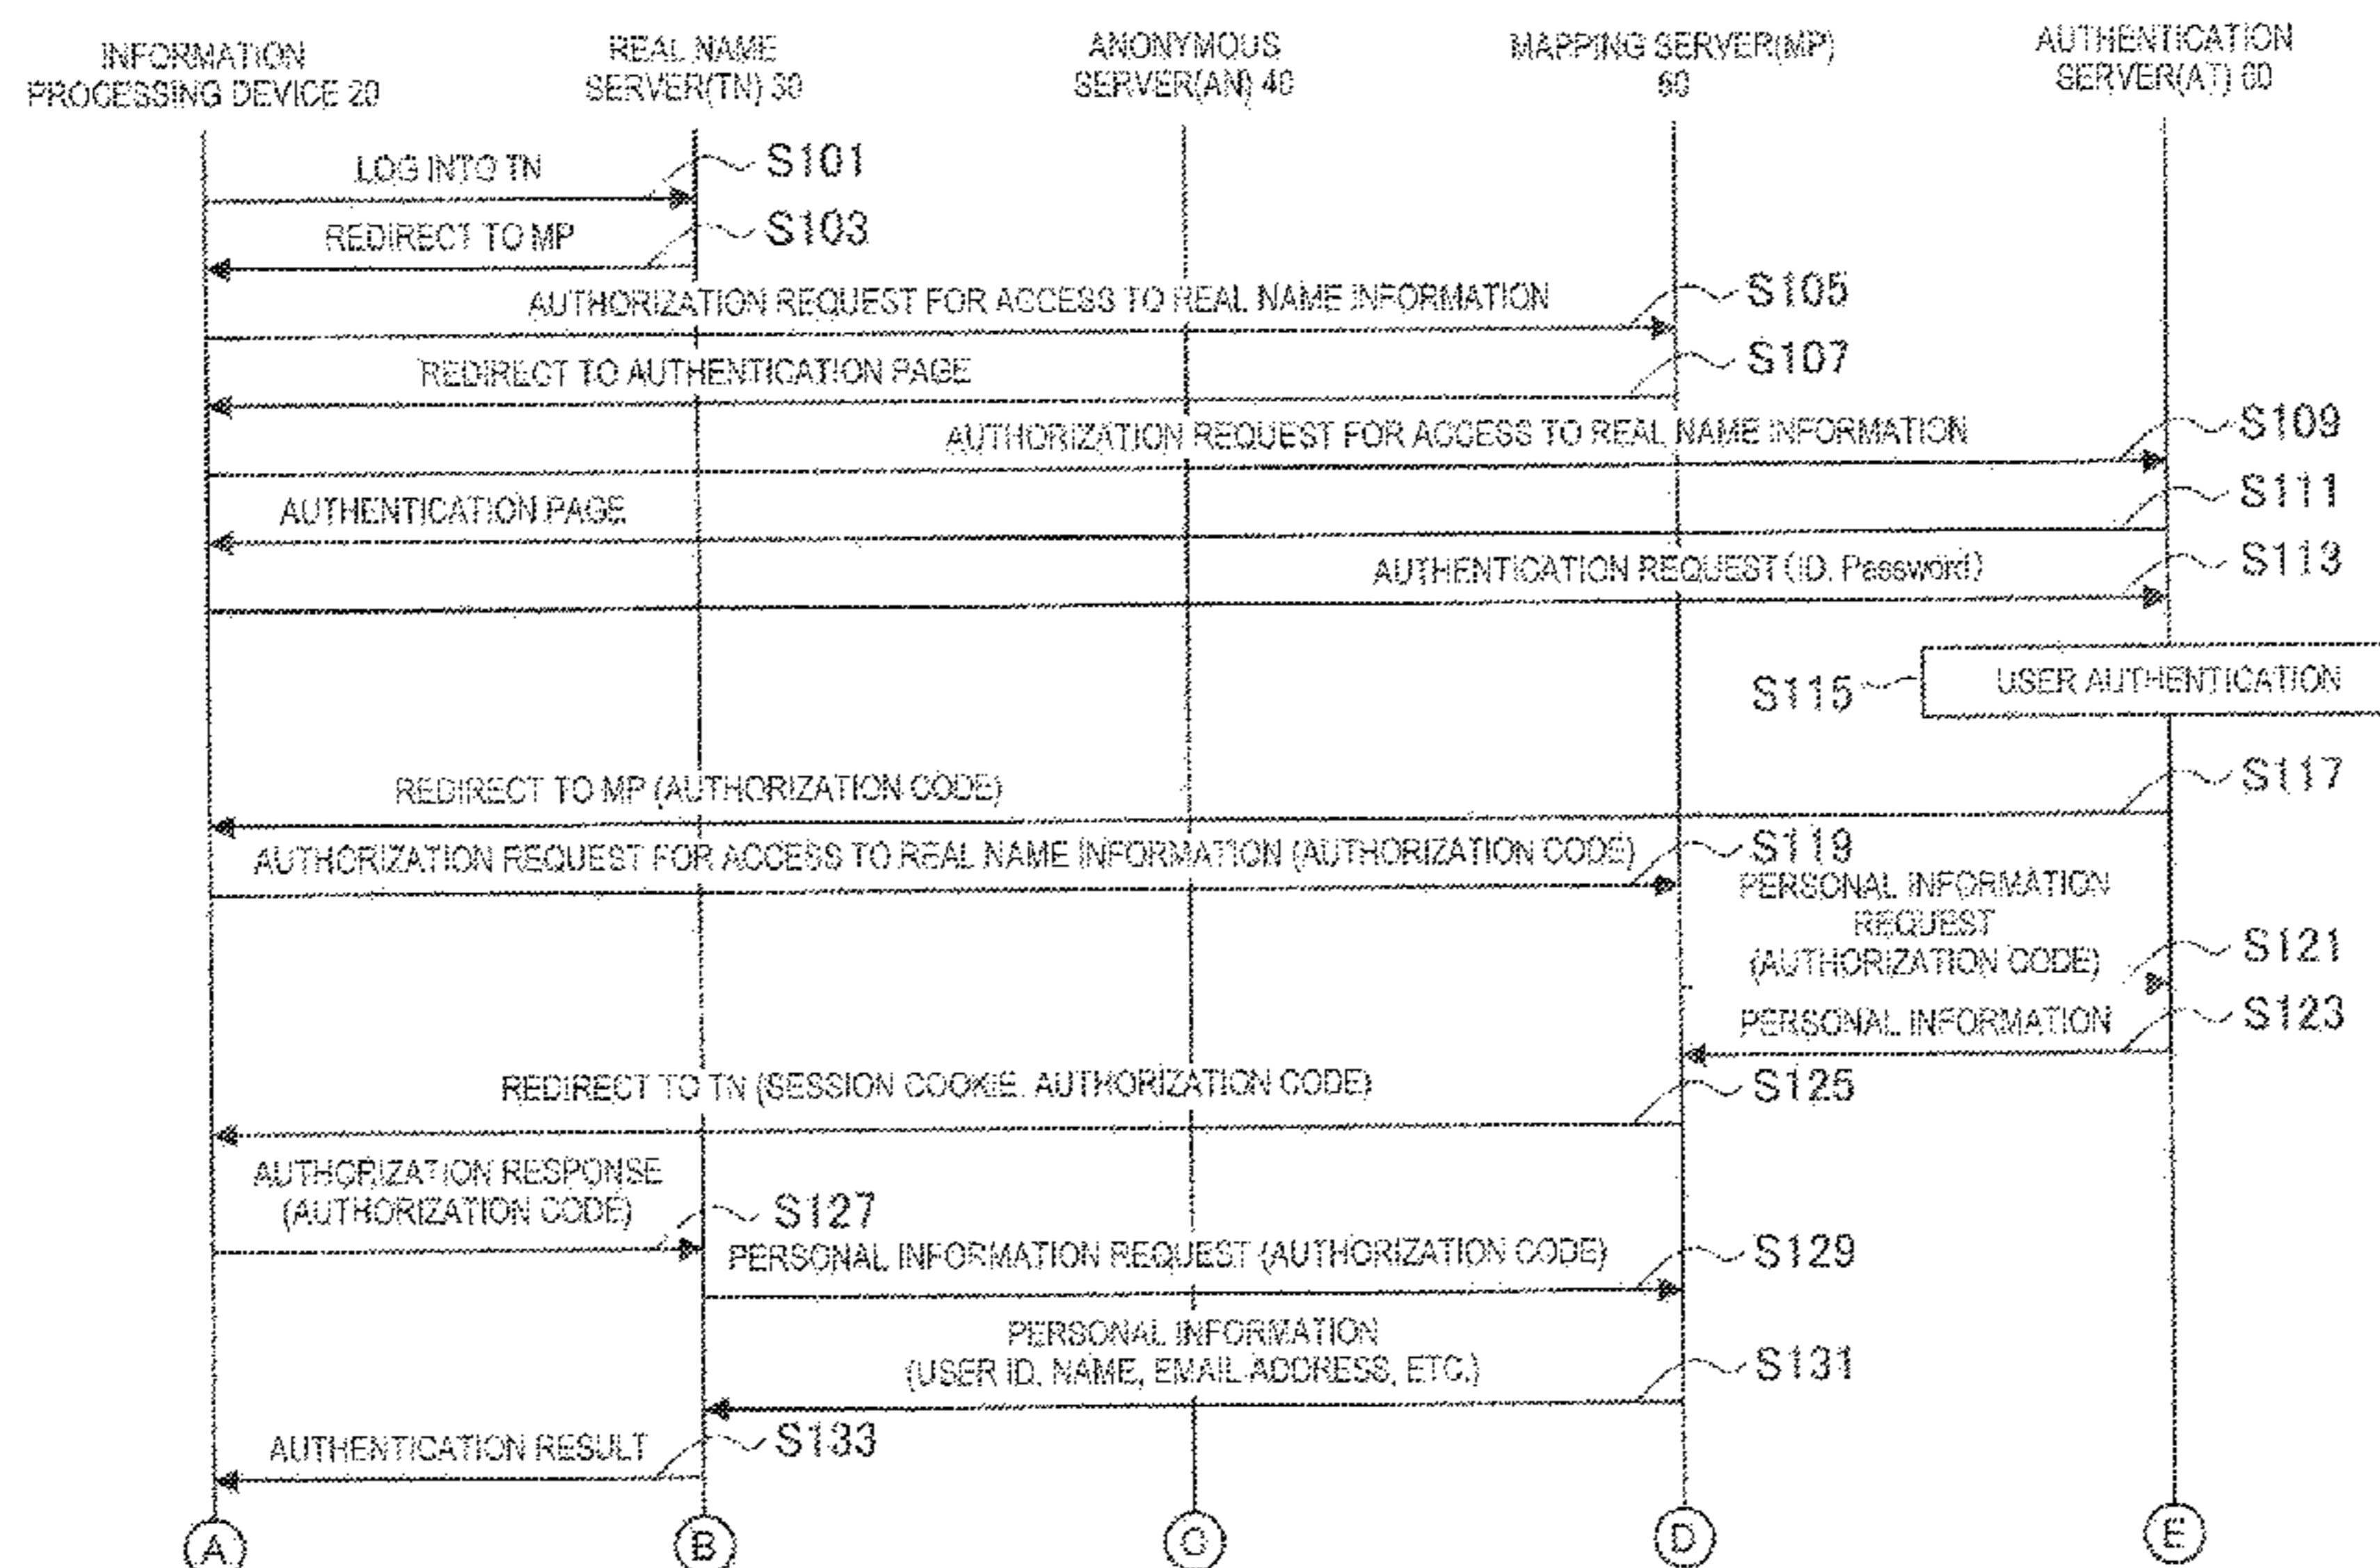 INFORMATION
PROCESSING DEVICE 20
REAL NAME
SERVER(TN) 30
ANONYMOUS
SERVER(AN) 40
MAPPING SERVER(MP)
AUTHENTICATION
SERVER(AT)
LOG INTO TN
S101
REDIRECT TO MP
S103
AUTHORIZATION REQUEST FOR ACCESS TO REAL NAME INFORMATION
S105
REDIRECT TO AUTHENTICATION PAGE
S107
AUTHORIZATION REQUEST FOR ACCESS TO REAL NAME INFORMATION
S109
AUTHENTICATION PAGE
S111
AUTHENTICATION REQUEST (ID, Password)
S113
S115
USER AUTHENTICATION
REDIRECT TO MP (AUTHORIZATION CODE)
S117
AUTHORIZATION REQUEST FOR ACCESS TO REAL NAME INFORMATION (AUTHORIZATION CODE)
S119
PERSONAL INFORMATION
REQUEST
(AUTHORIZATION CODE)
S121
PERSONAL INFORMATION
S123
REDIRECT TO TN (SESSION COOKIE, AUTHORIZATION CODE)
S125
AUTHORIZATION RESPONSE
(AUTHORIZATION CODE)
S127
PERSONAL INFORMATION REQUEST (AUTHORIZATION CODE)
S129
PERSONAL INFORMATION
(USER ID, NAME, EMAIL ADDRESS, ETC.)
S131
AUTHENTICATION RESULT
S133
A
B
C
D
E